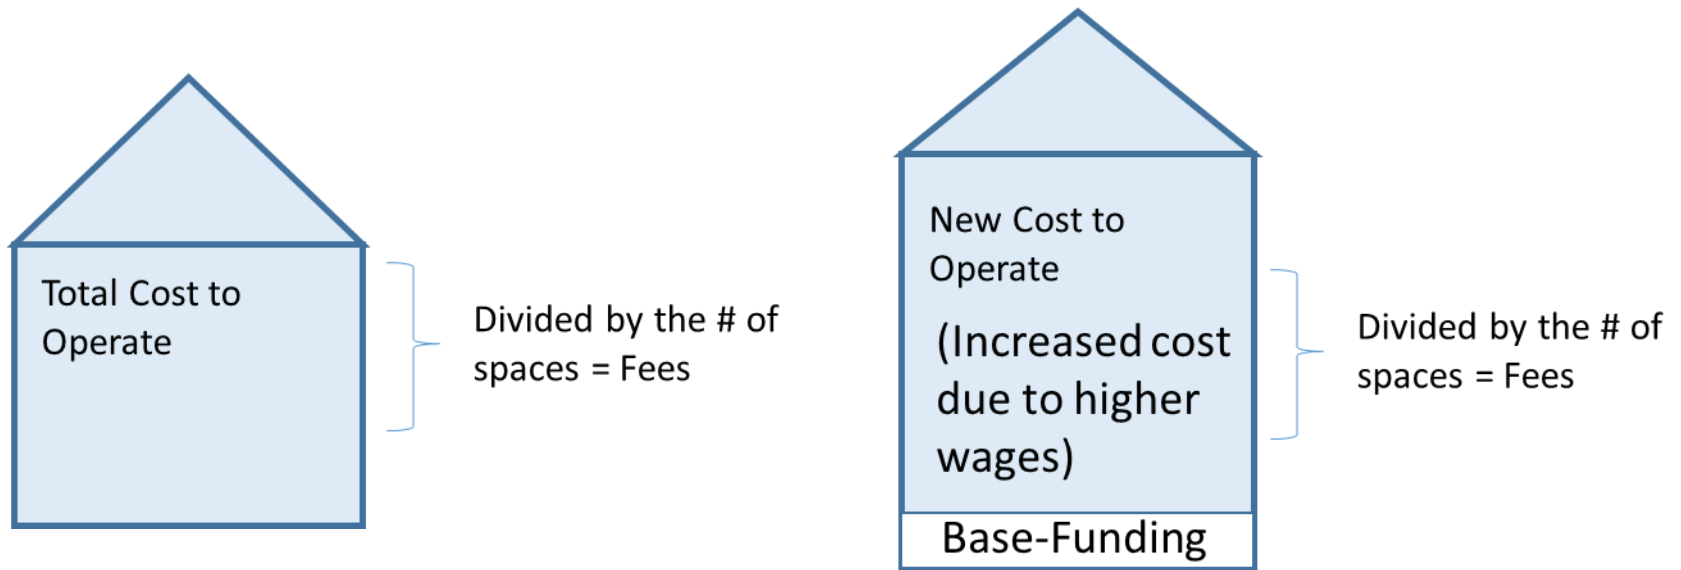 Total Cost to
Operate
Divided by the # of
spaces = Fees
New Cost to
Operate
(Increased cost
due to higher
wages)
Base-Funding
Divided by the # of
spaces = Fees